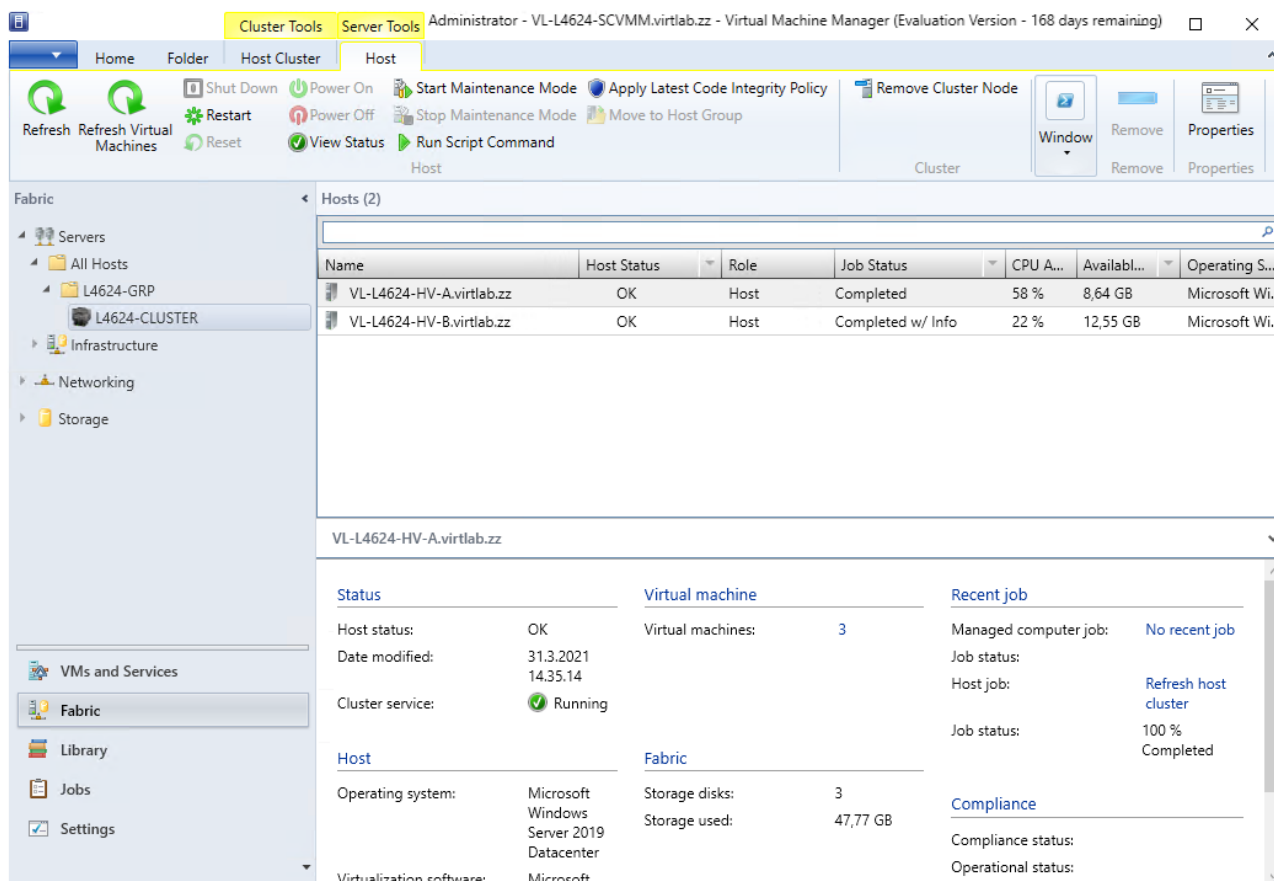 Cluster Tools Server Tools Administrator - VL-L4624-SCVMM.virtlab.zz - Virtual Machine Manager (Evaluation Version - 168 days remaining)
Home Folder Host Cluster Host
Refresh
Refresh Virtual Machines
Shut Down
Restart
Reset
Power On
Power Off
View Status
Start Maintenance Mode
Stop Maintenance Mode
Run Script Command
Apply Latest Code Integrity Policy
Move to Host Group
Host
Remove Cluster Node
Cluster
Window
Remove
Remove
Properties
Properties
Fabric
Servers
All Hosts
L4624-GRP
L4624-CLUSTER
Infrastructure
Networking
Storage
VMs and Services
Fabric
Library
Jobs
Settings
Hosts (2)
Name Host Status Role Job Status CPU A... Availabl... Operating S...
VL-L4624-HV-A.virtlab.zz OK Host Completed 58 % 8,64 GB Microsoft Wi.
VL-L4624-HV-B.virtlab.zz OK Host Completed w/ Info 22 % 12,55 GB Microsoft Wi.
VL-L4624-HV-A.virtlab.zz
Status
Host status: OK
Date modified: 31.3.2021
14.35.14
Cluster service: Running
Host
Operating system: Microsoft
Windows
Server 2019
Datacenter
Virtualization software: Microsoft
Virtual machine
Virtual machines: 3
Fabric
Storage disks: 3
Storage used: 47,77 GB
Recent job
Managed computer job: No recent job
Job status:
Host job: Refresh host
cluster
Job status: 100 %
Completed
Compliance
Compliance status:
Operational status: